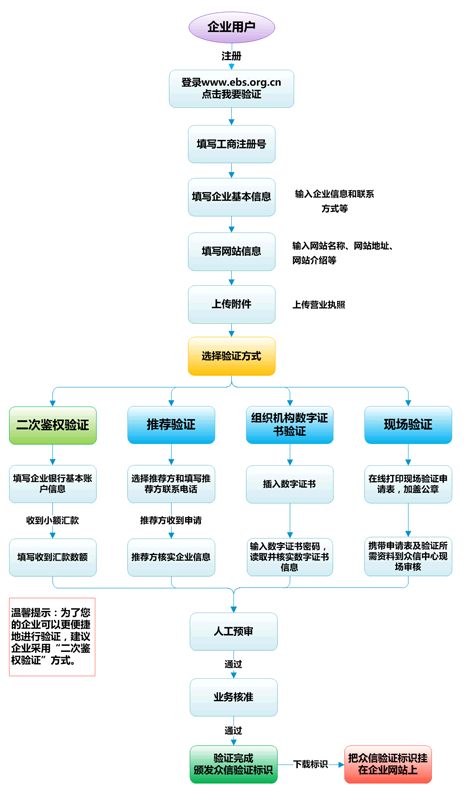 企业用户
注册
登录www.ebs.org.cn
点击我要验证
填写工商注册号
填写企业基本信息
输入企业信息和联系
方式等
填写网站信息
输入网站名称、网站地址、
网站介绍等
上传附件
上传营业执照
选择验证方式
二次鉴权验证
推荐验证
组织机构数字证
书验证
现场验证
填写企业银行基本账
户信息
选择推荐方和填写推
荐方联系电话
插入数字证书
在线打印现场验证申
请表，加盖公章
收到小额汇款
推荐方收到申请
填写收到汇款数额
推荐方核实企业信息
输入数字证书密码，
读取并核实数字证书
信息
携带申请表及验证所
需资料到众信中心现
场审核
温馨提示：为了您
的企业可以更便捷
地进行验证，建议
企业采用“二次鉴
权验证”方式。
人工预审
通过
业务核准
通过
验证完成
颁发众信验证标识
下载标识
把众信验证标识挂
在企业网站上